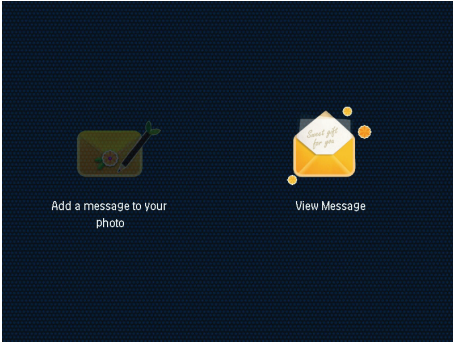 Sweet gift
for you
Add a message to your
photo
View Message